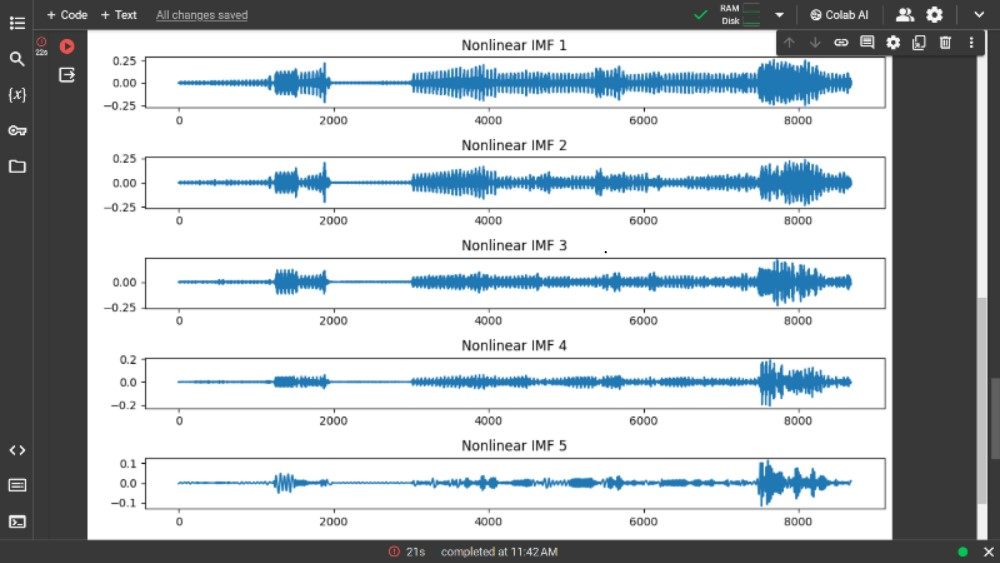 + Code + Text All changes saved RAM Disk Colab AI
22s
{x}
Nonlinear IMF 1
0.25
0.00
−0.25
0 2000 4000 6000 8000
Nonlinear IMF 2
0.25
0.00
−0.25
0 2000 4000 6000 8000
Nonlinear IMF 3
0.00
−0.25
0 2000 4000 6000 8000
Nonlinear IMF 4
0.2
0.0
−0.2
0 2000 4000 6000 8000
Nonlinear IMF 5
0.1
0.0
−0.1
0 2000 4000 6000 8000
21s completed at 11:42 AM